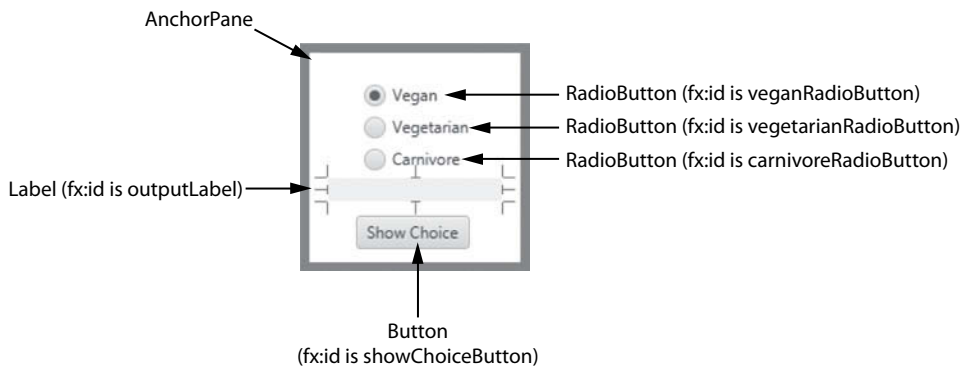 AnchorPane
Vegan
RadioButton (fx:id is veganRadioButton)
Vegetarian
RadioButton (fx:id is vegetarianRadioButton)
Carnivore
RadioButton (fx:id is carnivoreRadioButton)
Label (fx:id is outputLabel)
Show Choice
Button
(fx:id is showChoiceButton)